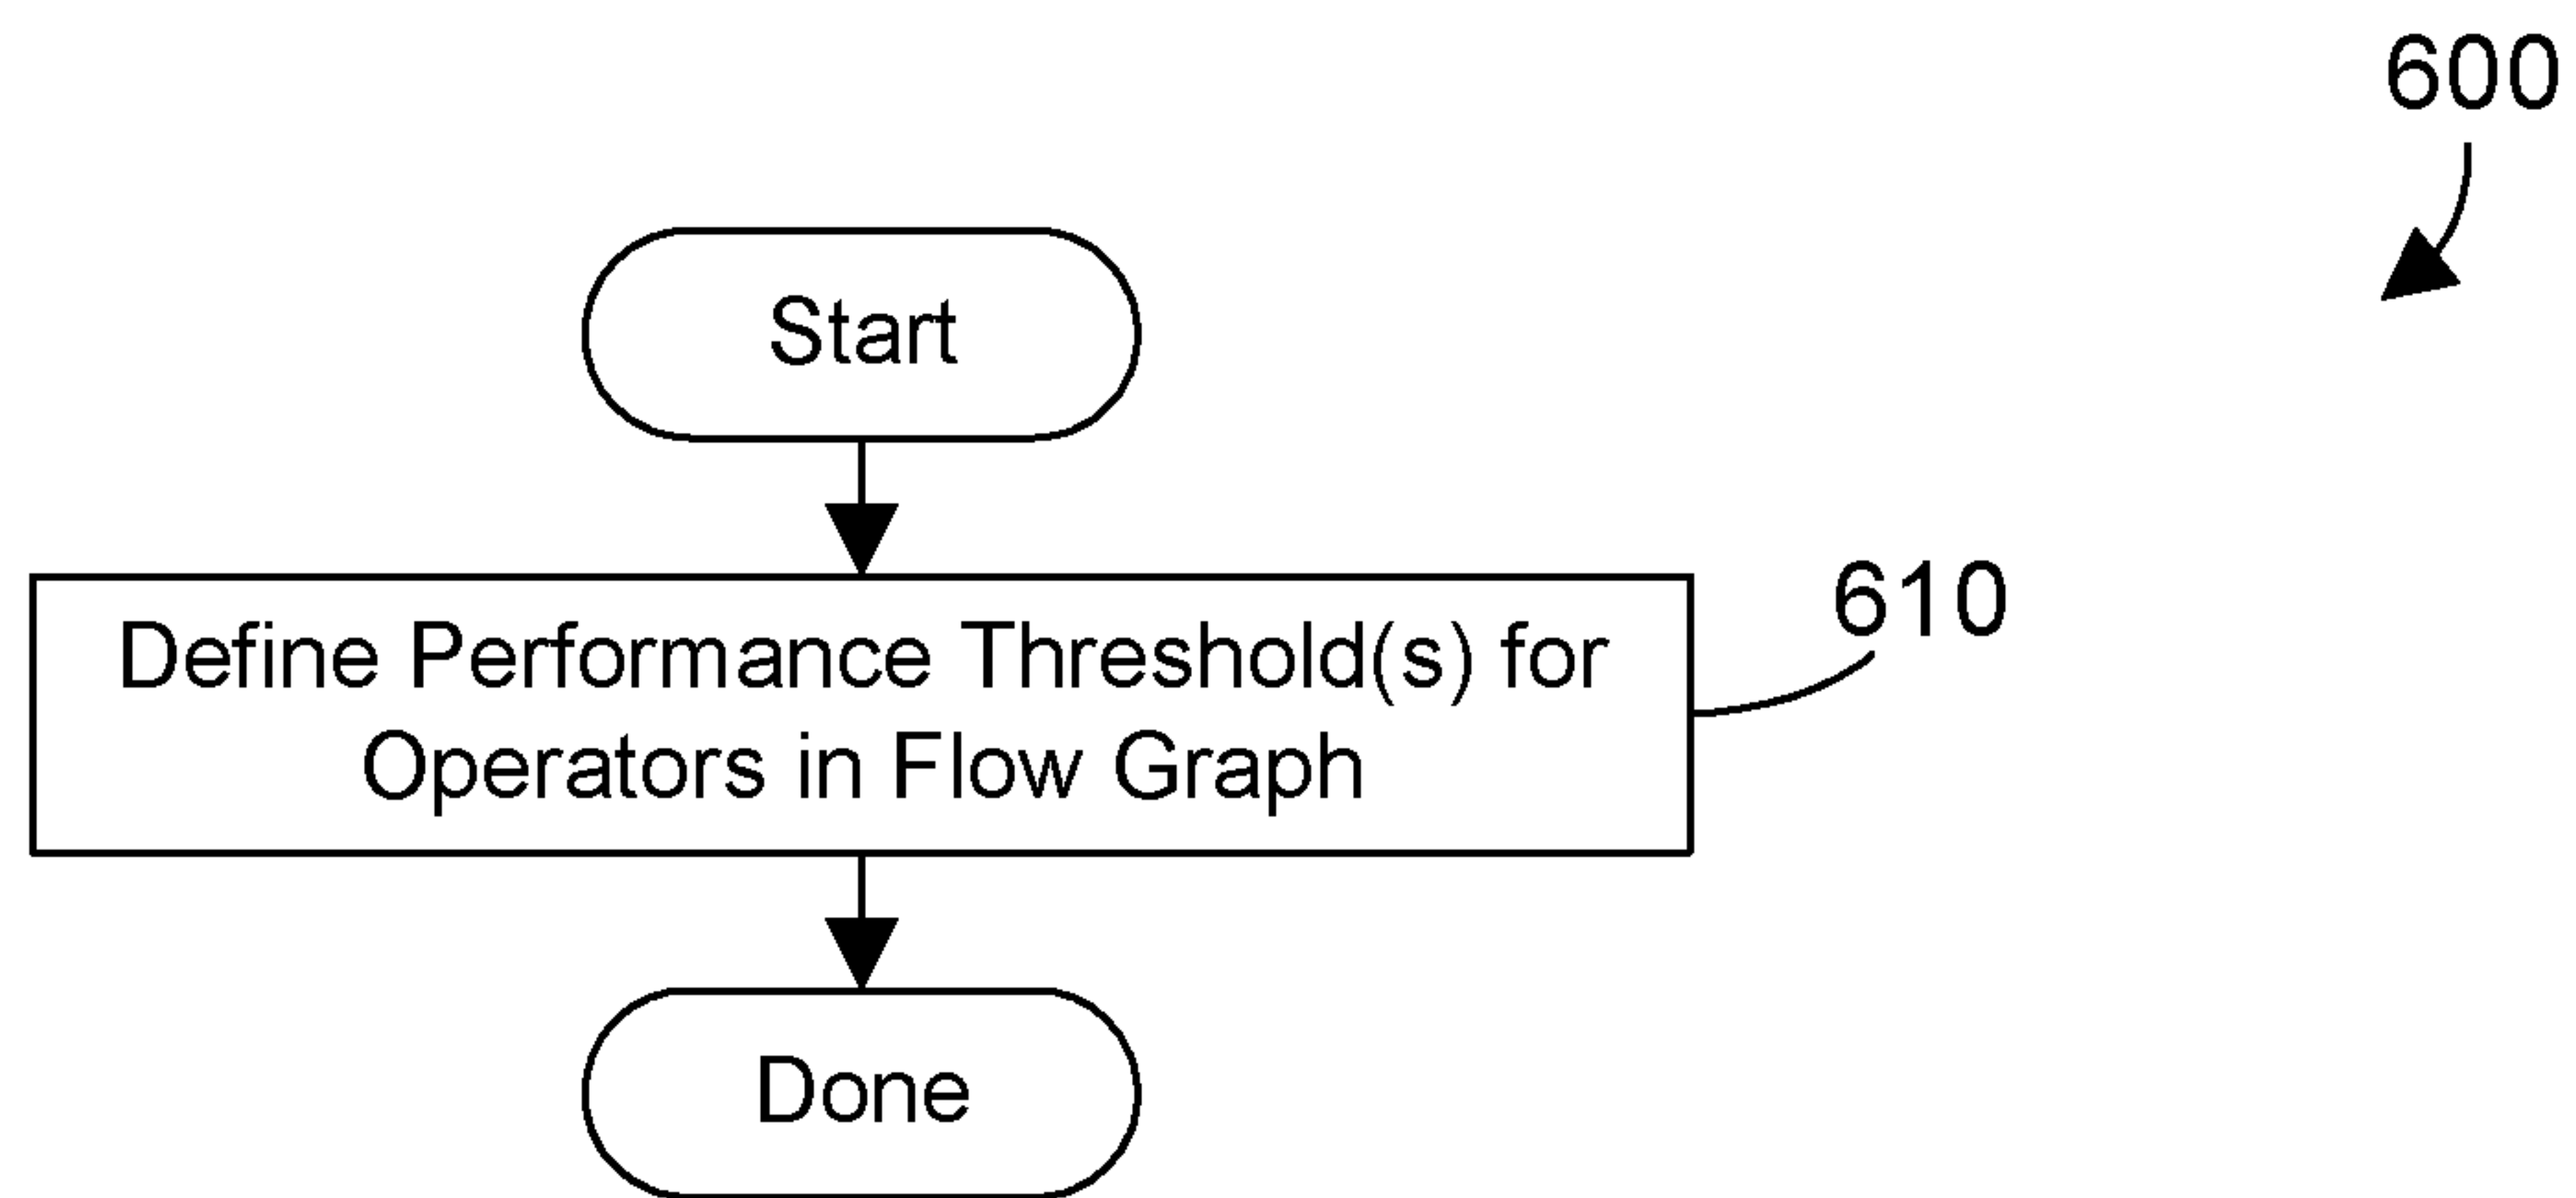 600
Start
Define Performance Threshold(s) for
Operators in Flow Graph
610
Done